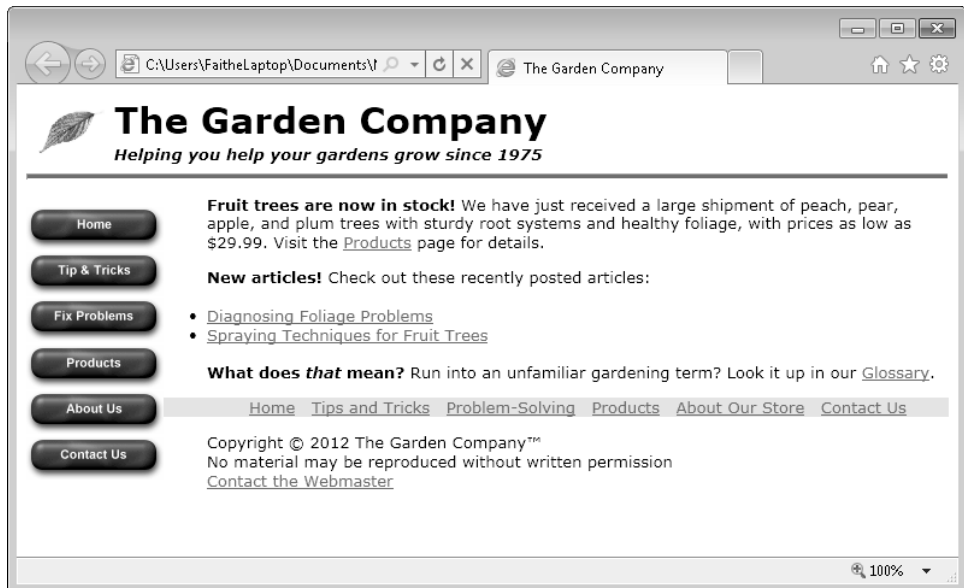 C:\Users\FaitheLaptop\Documents\
The Garden Company
The Garden Company
Helping you help your gardens grow since 1975
Home
Tip & Tricks
Fix Problems
Products
About Us
Contact Us
Fruit trees are now in stock! We have just received a large shipment of peach, pear,
apple, and plum trees with sturdy root systems and healthy foliage, with prices as low as
$29.99. Visit the Products page for details.
New articles! Check out these recently posted articles:
• Diagnosing Foliage Problems
• Spraying Techniques for Fruit Trees
What does that mean? Run into an unfamiliar gardening term? Look it up in our Glossary.
Home Tips and Tricks Problem-Solving Products About Our Store Contact Us
Copyright © 2012 The Garden Company™
No material may be reproduced without written permission
Contact the Webmaster
100%